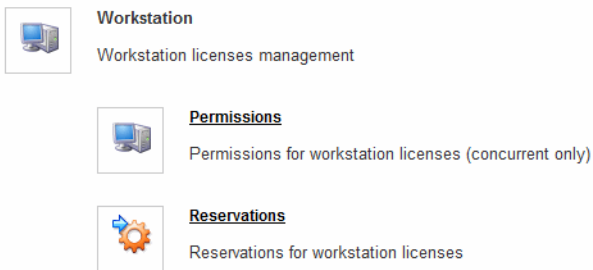 Workstation
Workstation licenses management
Permissions
Permissions for workstation licenses (concurrent only)
Reservations
Reservations for workstation licenses